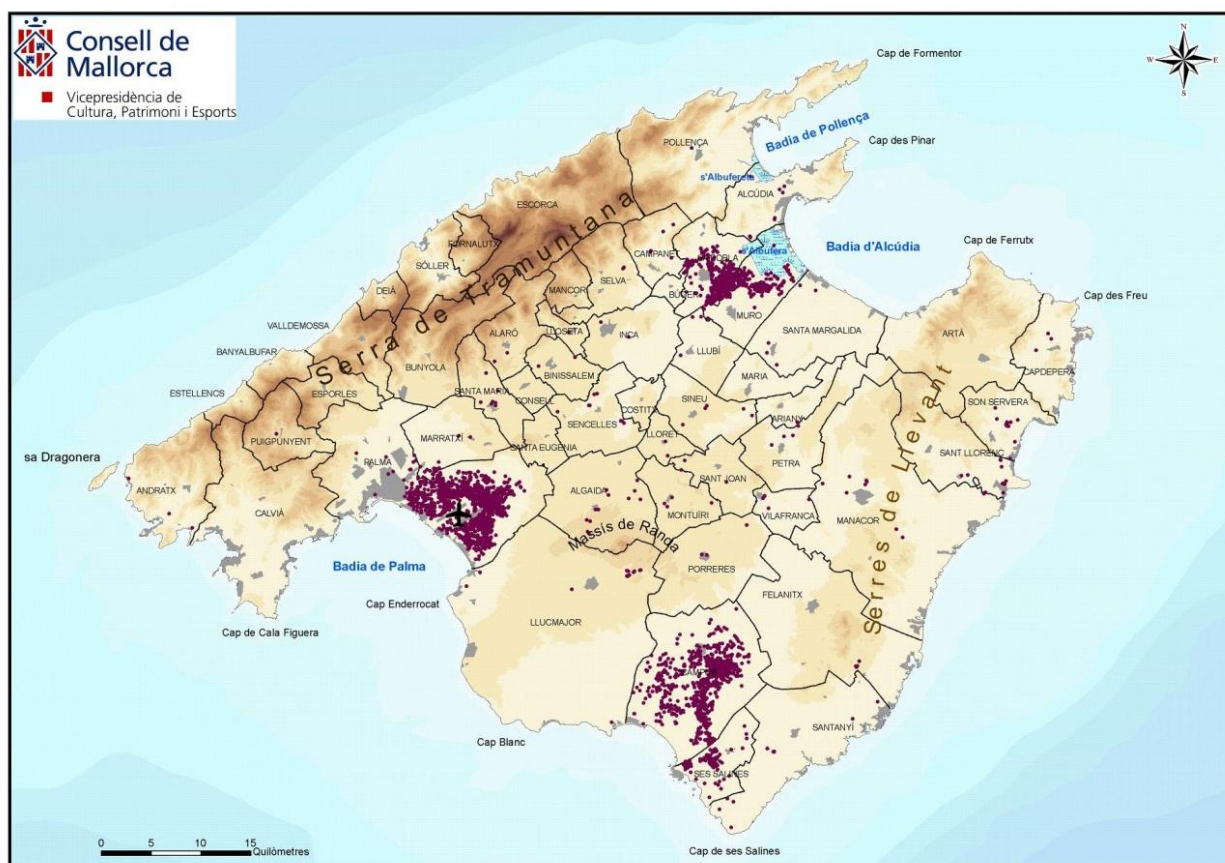 Consell de
Mallorca
Vicepresidència de
Cultura, Patrimoni i Esports
N
W
E
S
Cap de Formentor
Badia de Pollença
Cap des Pinar
POLLENÇA
s'Albufereta
ALCÚDIA
ESCORCA
Badia d'Alcúdia
FORNALUTX
SÓLLER
CAMPANE
s'Albufera
Cap de Ferrutx
DEIÀ
SELVA
MANCOR
BÚGER
Cap des Freu
VALLDEMOSSA
Serra de Tramuntana
MURO
ALARÓ
LLOSETA
INCA
SANTA MARGALIDA
ARTÀ
BANYALBUFAR
BUNYOLA
LLUBÍ
BINISSALEM
MARIA
CAPDEPERA
ESTELLENCS
ESPORLES
SANTA MARIA
CONSELL
SINEU
SON SERVERA
COSTITX
ARIANY
SENCELLES
LLORET
PUIGPUNYENT
MARRATXÍ
SANTA EUGÈNIA
sa Dragonera
PALMA
PETRA
SANT LLORENÇ
SANT JOAN
ANDRATX
ALGAIDA
CALVIÀ
MONTUÏRI
VILAFRANCA
MANACOR
Serres de Llevant
Massís de Randa
Badia de Palma
PORRERES
FELANITX
Cap Enderrocat
LLUCMAJOR
Cap de Cala Figuera
SANTANYÍ
Cap Blanc
SES SALINES
0 5 10 15
Quilòmetres
Cap de ses Salines